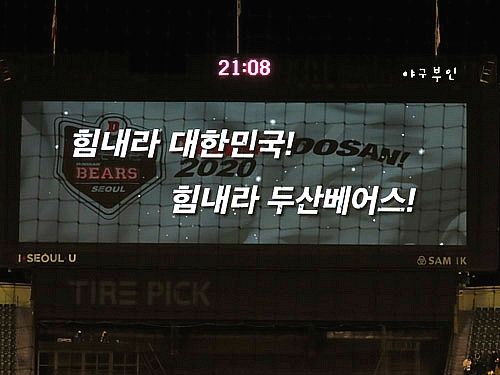 21:08
야구부인
힘내라 대한민국!
DOSAN!
2020
BEARS
SEOUL
힘내라 두산베어스!
I·SEOUL·U
TIRE PICK